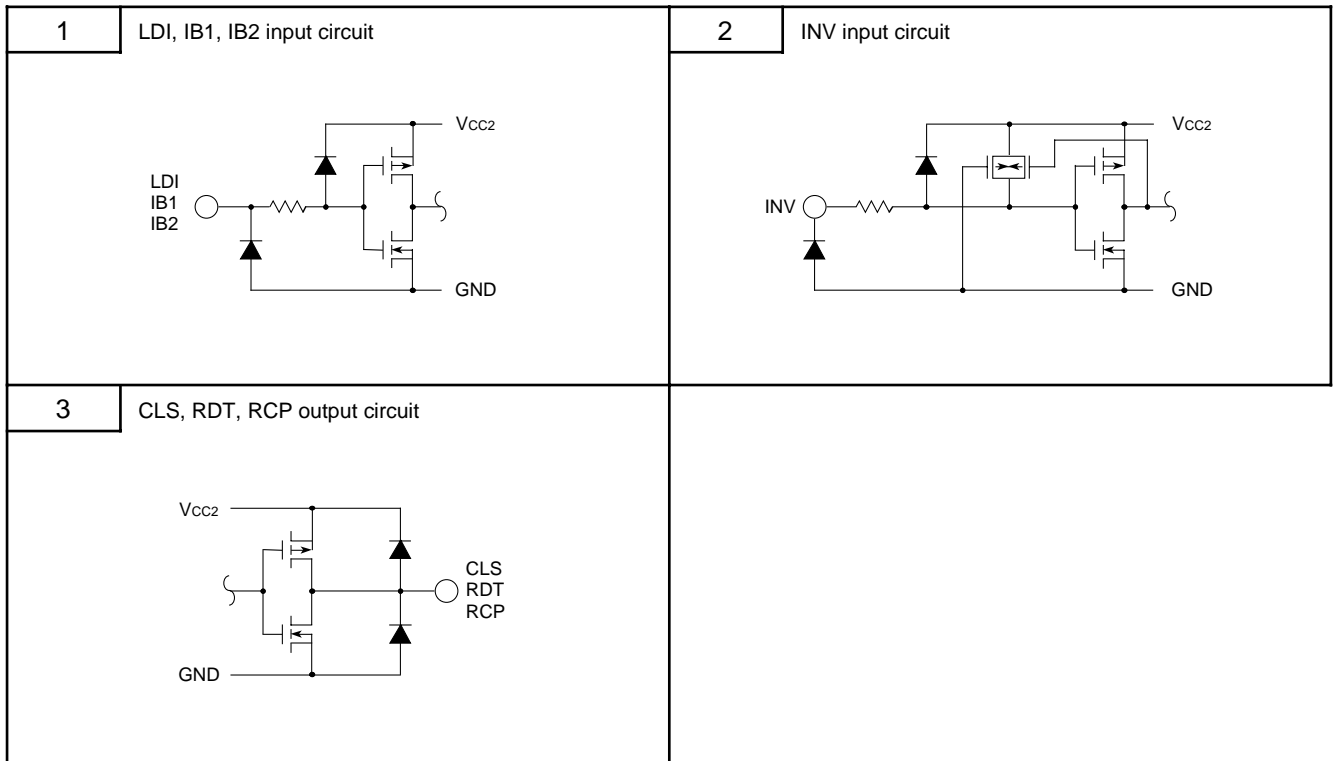 1
LDI, IB1, IB2 input circuit
VCC2
LDI
IB1
IB2
GND
2
INV input circuit
VCC2
INV
GND
3
CLS, RDT, RCP output circuit
VCC2
CLS
RDT
RCP
GND